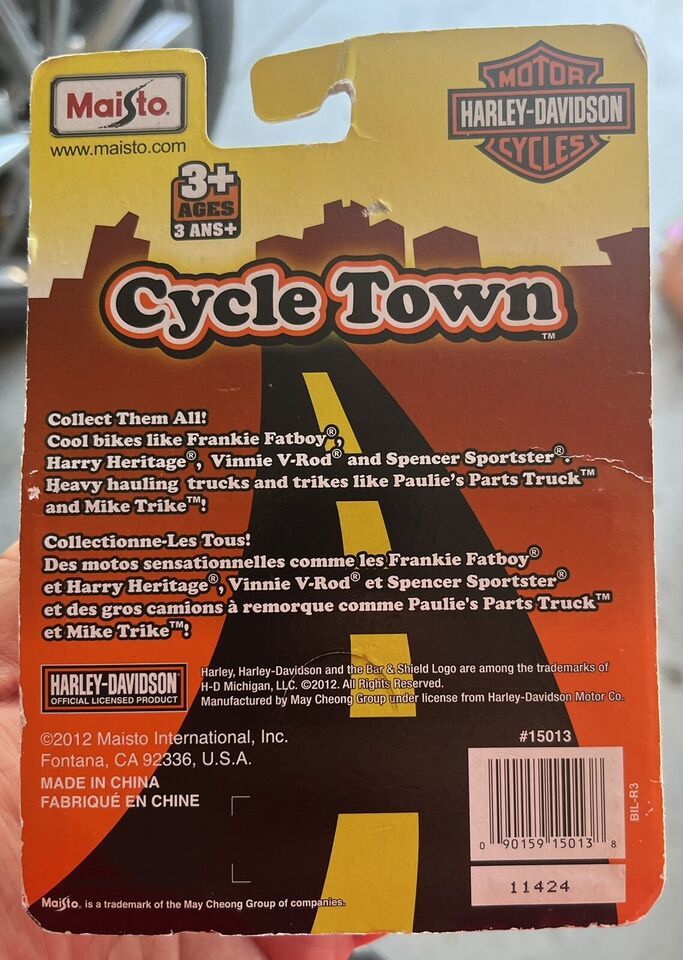 Maisto®
www.maisto.com
MOTOR
HARLEY-DAVIDSON
CYCLES
3+
AGES
3 ANS+
Cycle Town™
Collect Them All!
Cool bikes like Frankie Fatboy®,
Harry Heritage®, Vinnie V-Rod® and Spencer Sportster®.
Heavy hauling trucks and trikes like Paulie's Parts Truck™
and Mike Trike™!
Collectionne-Les Tous!
Des motos sensationnelles comme les Frankie Fatboy®
et Harry Heritage®, Vinnie V-Rod® et Spencer Sportster®
et des gros camions à remorque comme Paulie's Parts Truck™
et Mike Trike™!
HARLEY-DAVIDSON
OFFICIAL LICENSED PRODUCT
Harley, Harley-Davidson and the Bar & Shield Logo are among the trademarks of
H-D Michigan, LLC. ©2012. All Rights Reserved.
Manufactured by May Cheong Group under license from Harley-Davidson Motor Co.
©2012 Maisto International, Inc.
Fontana, CA 92336, U.S.A.
MADE IN CHINA
FABRIQUÉ EN CHINE
#15013
0 90159 15013 8
BIL-R3
11424
Maisto® is a trademark of the May Cheong Group of companies.